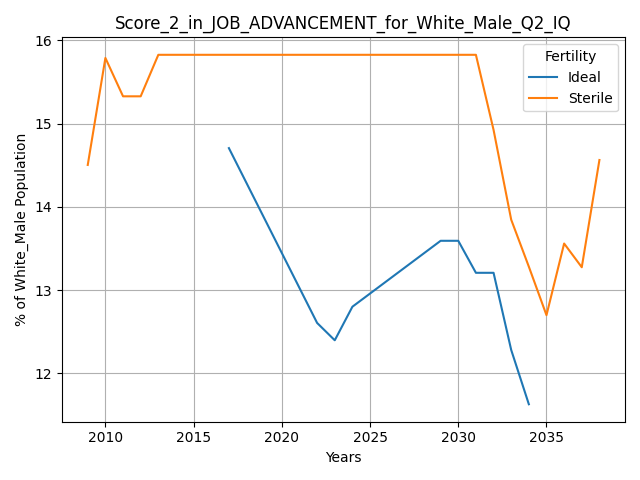 Score_2_in_JOB_ADVANCEMENT_for_White_Male_Q2_IQ
Fertility
Ideal
Sterile
% of White_Male Population
16
15
14
13
12
2010 2015 2020 2025 2030 2035
Years